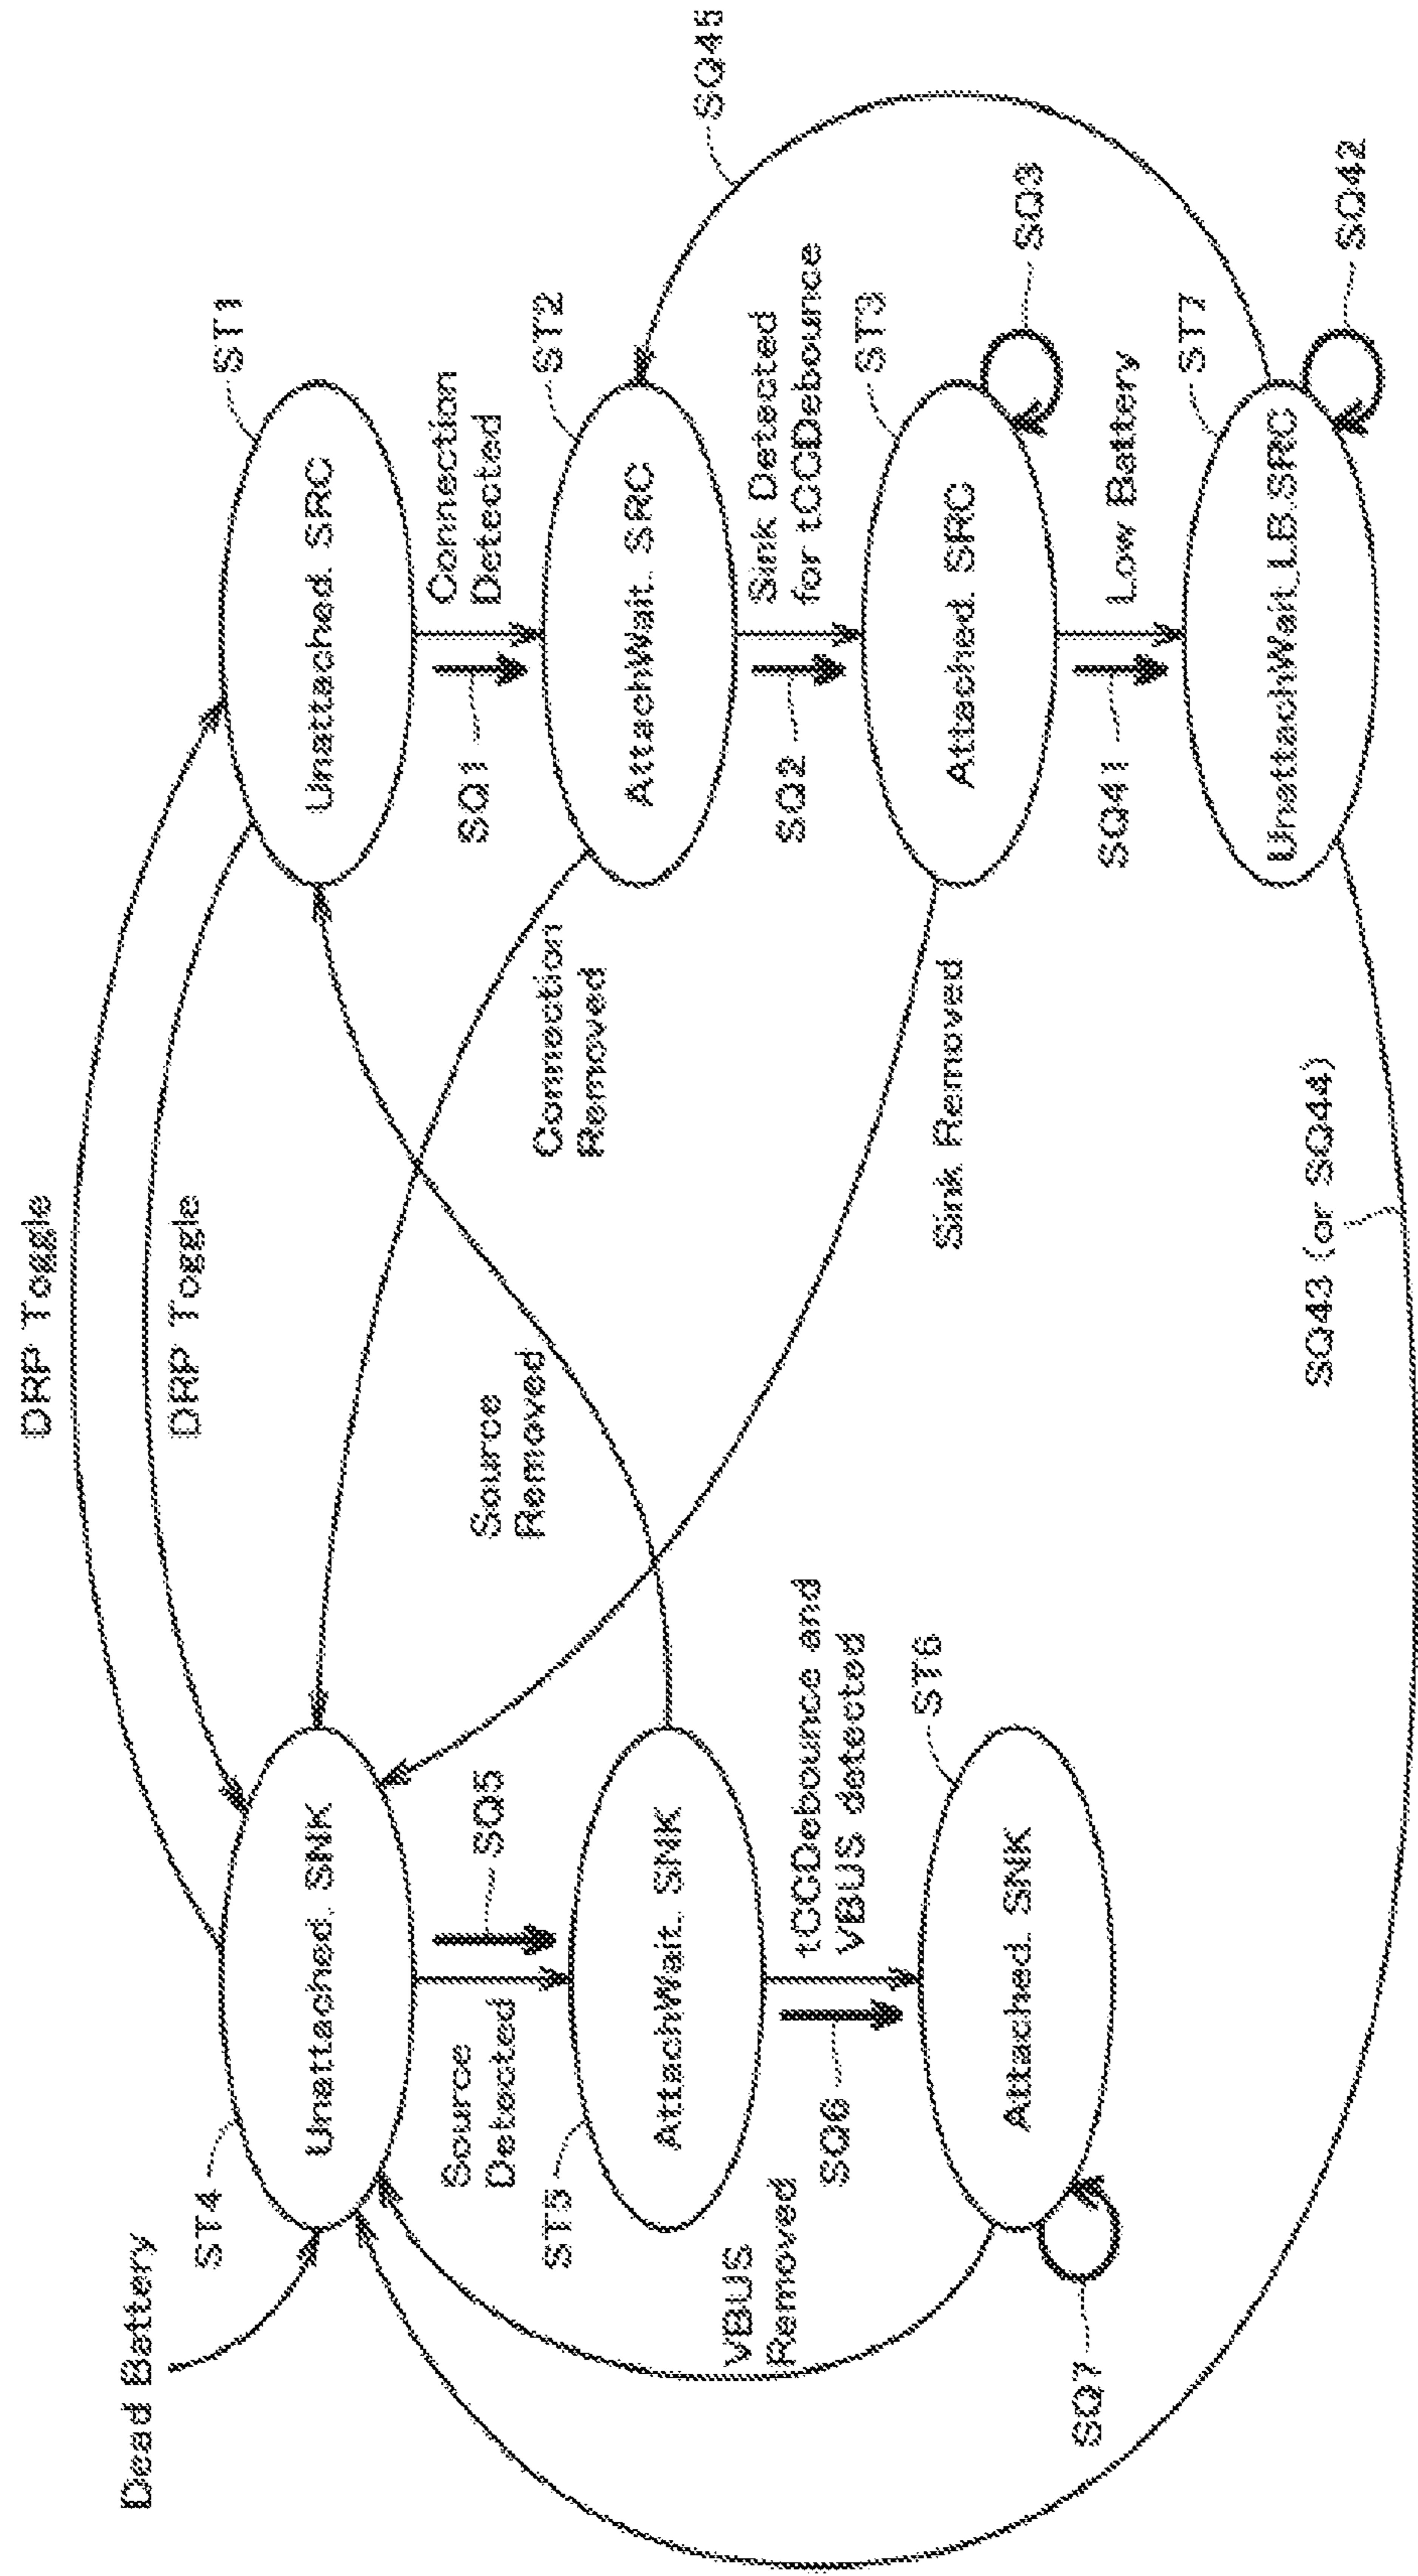 DRP Toggle
DRP Toggle
Dead Battery
ST4
Unattached. SNK
Source
Detected
SQ5
ST5
AttachWait. SNK
Source
Removed
VBUS
Removed
SQ6
tCCDebounce and
VBUS detected
ST6
Attached. SNK
SQ7
ST1
Unattached. SRC
SQ1
Connection
Detected
ST2
AttachWait. SRC
Connection
Removed
SQ2
Sink Detected
for tCCDebounce
SQ45
ST3
Attached. SRC
SQ3
Sink Removed
SQ41
Low Battery
ST7
UnattachWait_LB.SRC
SQ42
SQ43 (or SQ44)